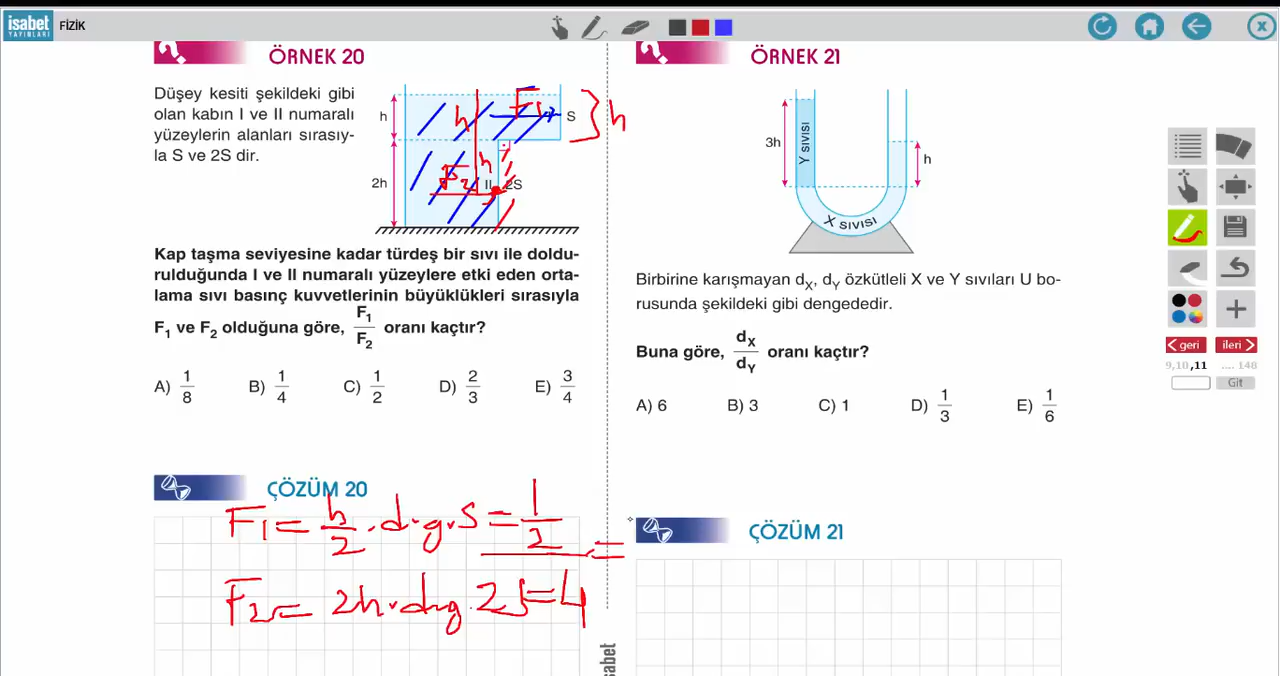 isabet
YAYINLARI
FİZİK
ÖRNEK 20
Düşey kesiti şekildeki gibi
olan kabın I ve II numaralı
yüzeylerin alanları sırasıy-
la S ve 2S dir.
h
2h
h
h
F1
F2
S
II
2S
h
Kap taşma seviyesine kadar türdeş bir sıvı ile doldu-
rulduğunda I ve II numaralı yüzeylere etki eden orta-
lama sıvı basınç kuvvetlerinin büyüklükleri sırasıyla
F1 ve F2 olduğuna göre, F1/F2 oranı kaçtır?
A) 1/8 B) 1/4 C) 1/2 D) 2/3 E) 3/4
ÇÖZÜM 20
F1 = h/2 . d . g . S = 1/2 =
F2 = 2h . d . g . 2S = 4
ÖRNEK 21
3h
Y SIVISI
h
X SIVISI
Birbirine karışmayan dX, dY özkütleli X ve Y sıvıları U bo-
rusunda şekildeki gibi dengededir.
Buna göre, dX/dY oranı kaçtır?
A) 6 B) 3 C) 1 D) 1/3 E) 1/6
ÇÖZÜM 21
sabet
geri ileri
9,10,11 .... 148
Git